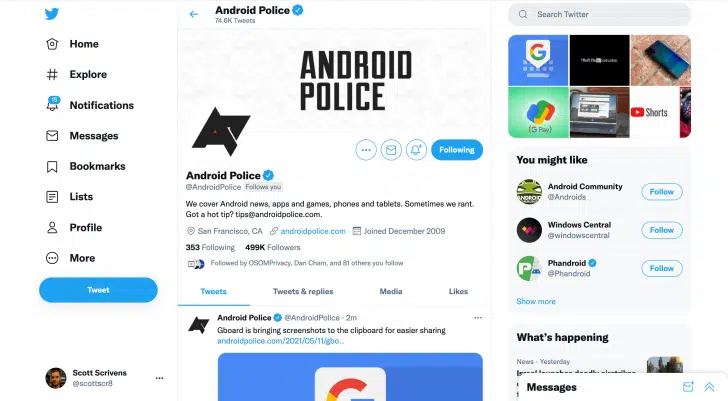 Home
Explore
15
Notifications
Messages
Bookmarks
Lists
Profile
More
Tweet
Scott Scrivens
@scottscr8
Android Police
74.6K Tweets
ANDROID
POLICE
Following
Android Police
@AndroidPolice Follows you
We cover Android news, apps and games, phones and tablets. Sometimes we rant.
Got a hot tip? tips@androidpolice.com.
San Francisco, CA androidpolice.com Joined December 2009
353 Following 499K Followers
Followed by OSOMPrivacy, Dan Cham, and 81 others you follow
Tweets Tweets & replies Media Likes
Android Police @AndroidPolice · 2m
Gboard is bringing screenshots to the clipboard for easier sharing
androidpolice.com/2021/05/11/gbo...
Search Twitter
G Pay
Shorts
You might like
Android Community
@Androids
Follow
Windows Central
@windowscentral
Follow
Phandroid
@Phandroid
Follow
Show more
What's happening
News · Yesterday
Messages